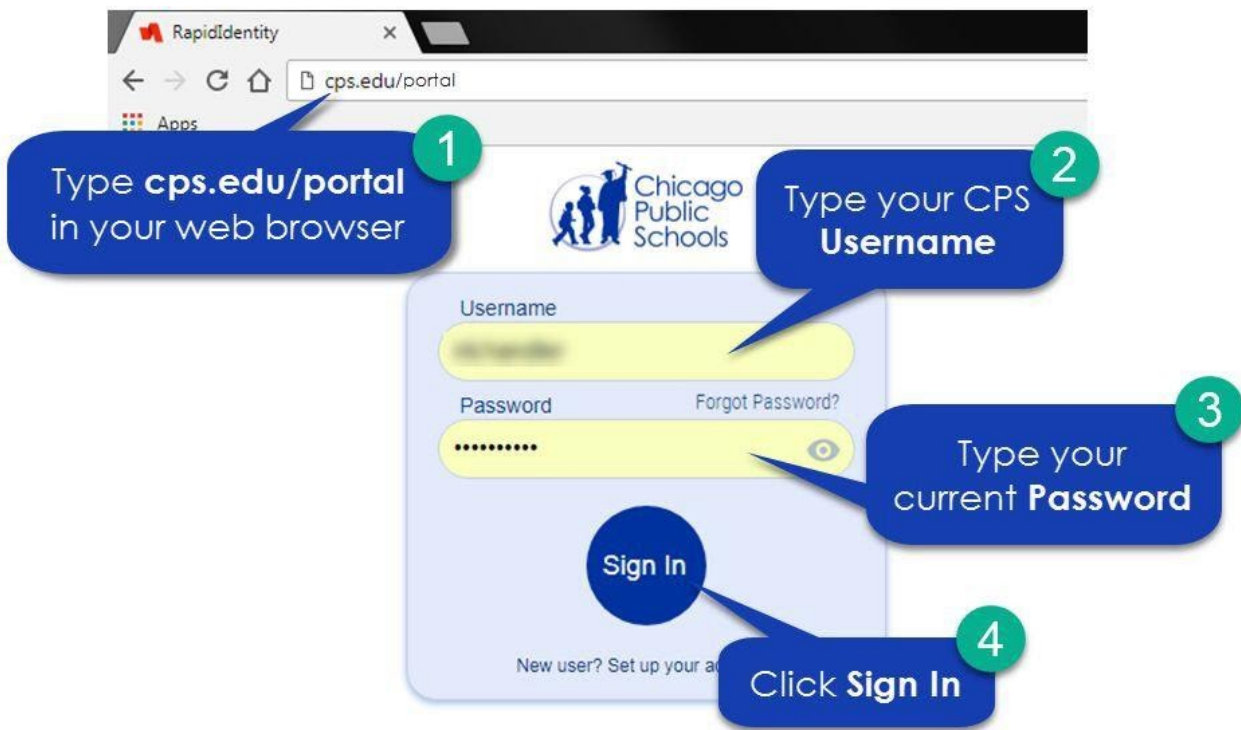 RapidIdentity
cps.edu/portal
Apps
1
Type cps.edu/portal
in your web browser
Chicago
Public
Schools
2
Type your CPS
Username
Username
Password
Forgot Password?
••••••••••
3
Type your
current Password
Sign In
New user? Set up your
4
Click Sign In